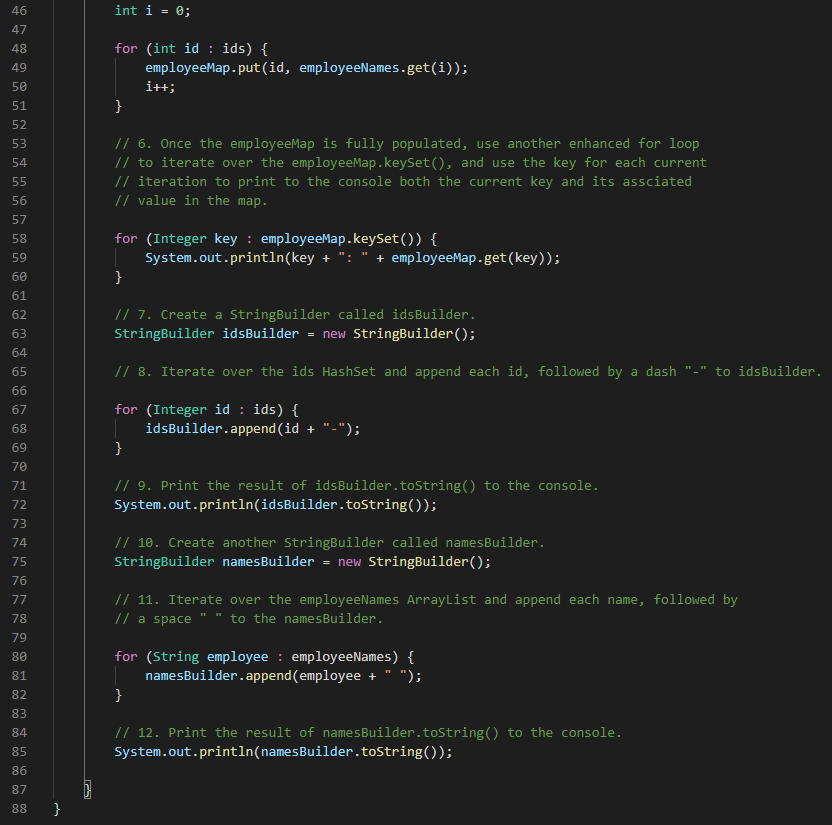 46 int i = 0;
47
48 for (int id : ids) {
49 employeeMap.put(id, employeeNames.get(i));
50 i++;
51 }
52
53 // 6. Once the employeeMap is fully populated, use another enhanced for loop
54 // to iterate over the employeeMap.keySet(), and use the key for each current
55 // iteration to print to the console both the current key and its assciated
56 // value in the map.
57
58 for (Integer key : employeeMap.keySet()) {
59 System.out.println(key + ": " + employeeMap.get(key));
60 }
61
62 // 7. Create a StringBuilder called idsBuilder.
63 StringBuilder idsBuilder = new StringBuilder();
64
65 // 8. Iterate over the ids HashSet and append each id, followed by a dash "-" to idsBuilder.
66
67 for (Integer id : ids) {
68 idsBuilder.append(id + "-");
69 }
70
71 // 9. Print the result of idsBuilder.toString() to the console.
72 System.out.println(idsBuilder.toString());
73
74 // 10. Create another StringBuilder called namesBuilder.
75 StringBuilder namesBuilder = new StringBuilder();
76
77 // 11. Iterate over the employeeNames ArrayList and append each name, followed by
78 // a space " " to the namesBuilder.
79
80 for (String employee : employeeNames) {
81 namesBuilder.append(employee + " ");
82 }
83
84 // 12. Print the result of namesBuilder.toString() to the console.
85 System.out.println(namesBuilder.toString());
86
87 }
88 }